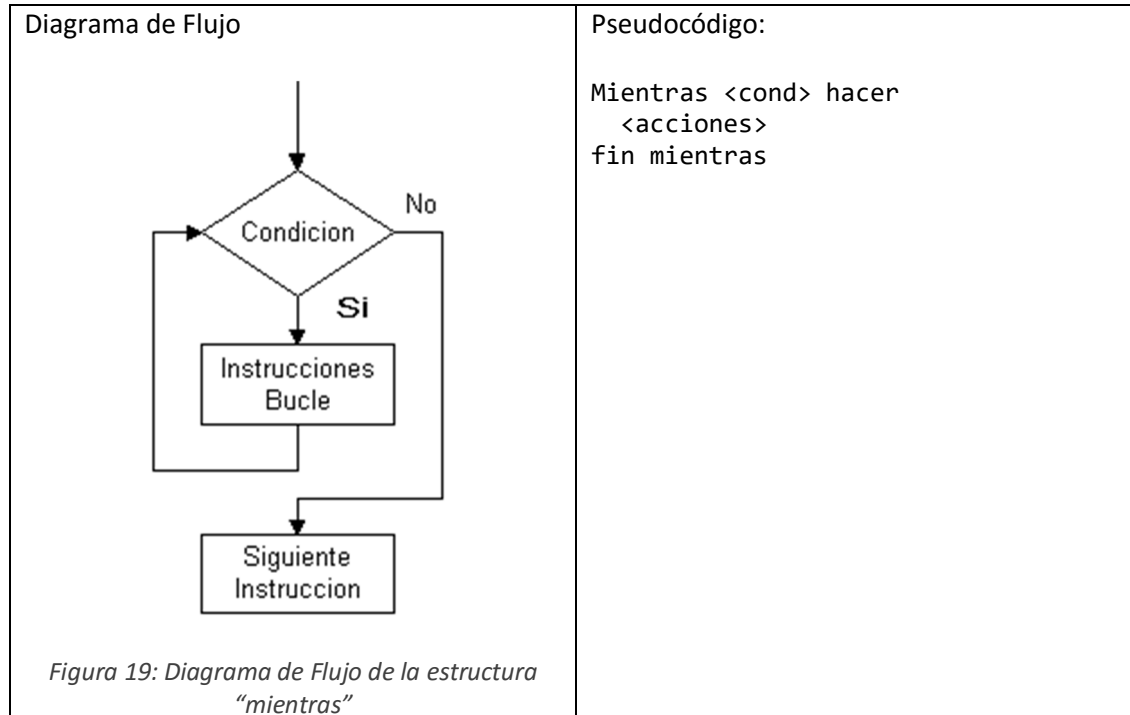 Diagrama de Flujo
Condicion
No
Si
Instrucciones
Bucle
Siguiente
Instruccion
Figura 19: Diagrama de Flujo de la estructura
“mientras”
Pseudocódigo:
Mientras <cond> hacer
<acciones>
fin mientras